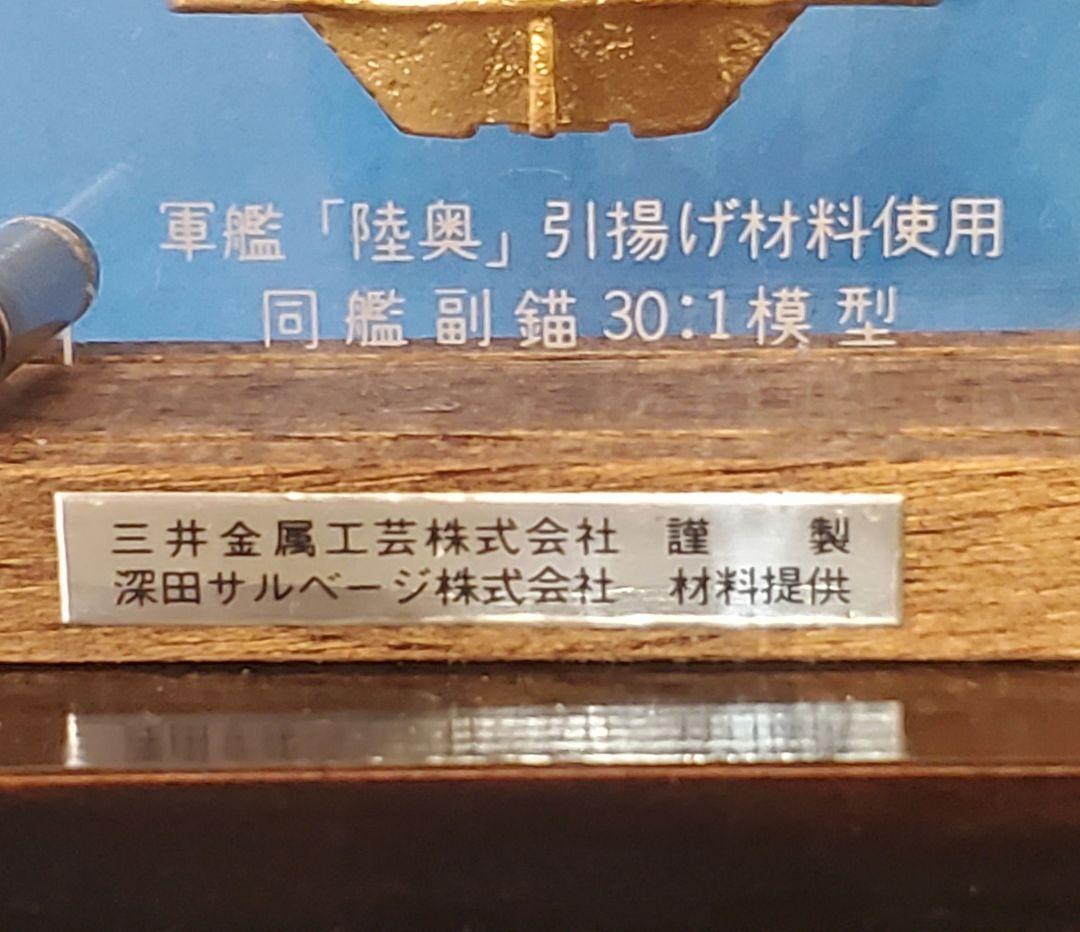 軍艦「陸奥」引揚げ材料使用
同艦副錨30:1模型
三井金属工芸株式会社 謹製
深田サルベージ株式会社 材料提供